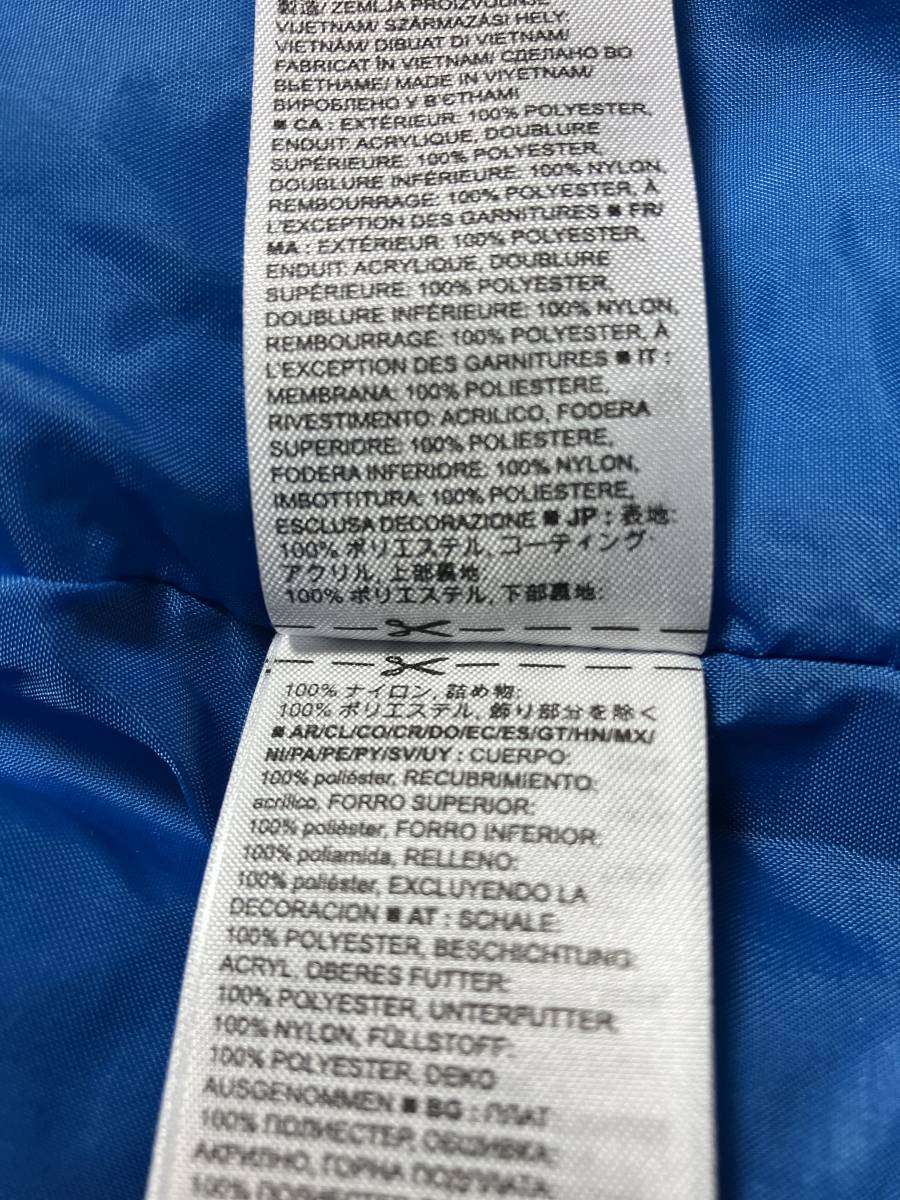 製造/ ZEMLJA PROIZVODNJE
VIJETNAM/ SZÁRMAZÁSI HELY:
VIETNÁM/ DIBUAT DI VIETNAM/
FABRICAT ÎN VIETNAM/ СДЕЛАНО ВО
ВЬЕТНАМЕ/ MADE IN VIYETNAM/
ВИРОБЛЕНО У В'ЄТНАМІ
■ CA : EXTÉRIEUR: 100% POLYESTER,
ENDUIT: ACRYLIQUE, DOUBLURE
SUPÉRIEURE: 100% POLYESTER,
DOUBLURE INFÉRIEURE: 100% NYLON,
REMBOURRAGE: 100% POLYESTER, À
L'EXCEPTION DES GARNITURES ■ FR/
MA : EXTÉRIEUR: 100% POLYESTER,
ENDUIT: ACRYLIQUE, DOUBLURE
SUPÉRIEURE: 100% POLYESTER,
DOUBLURE INFÉRIEURE: 100% NYLON,
REMBOURRAGE: 100% POLYESTER, À
L'EXCEPTION DES GARNITURES ■ IT :
MEMBRANA: 100% POLIESTERE,
RIVESTIMENTO: ACRILICO, FODERA
SUPERIORE: 100% POLIESTERE,
FODERA INFERIORE: 100% NYLON,
IMBOTTITURA: 100% POLIESTERE,
ESCLUSA DECORAZIONE ■ JP : 表地:
100% ポリエステル, コーティング:
アクリル, 上部裏地:
100% ポリエステル, 下部裏地:
100% ナイロン, 詰め物:
100% ポリエステル, 飾り部分を除く
■ AR/CL/CO/CR/DO/EC/ES/GT/HN/MX/
NI/PA/PE/PY/SV/UY : CUERPO:
100% poliéster, RECUBRIMIENTO:
acrílico, FORRO SUPERIOR:
100% poliéster, FORRO INFERIOR:
100% poliamida, RELLENO:
100% poliéster, EXCLUYENDO LA
DECORACION ■ AT : SCHALE:
100% POLYESTER, BESCHICHTUNG:
ACRYL, OBERES FUTTER:
100% POLYESTER, UNTERFUTTER:
100% NYLON, FÜLLSTOFF:
100% POLYESTER, DEKO
AUSGENOMMEN ■ BG : ПЛАТ:
100% ПОЛИЕСТЕР, ОБШИВКА:
АКРИЛНО, ГОРНА ПОДПЛАТА: